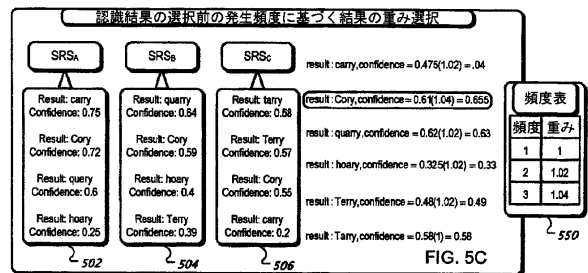 認識結果の選択前の発生頻度に基づく結果の重み選択
SRSA
Result: carry
Confidence: 0.75
Result: Cory
Confidence: 0.72
Result: query
Confidence: 0.6
Result: hoary
Confidence: 0.25
502
SRSB
Result: quarry
Confidence: 0.64
Result: Cory
Confidence: 0.59
Result: hoary
Confidence: 0.4
Result: Terry
Confidence: 0.39
504
SRSC
Result: tarry
Confidence: 0.58
Result: Terry
Confidence: 0.57
Result: Cory
Confidence: 0.55
Result: carry
Confidence: 0.2
506
result : carry,confidence = 0.475(1.02) = .04
result: Cory,confidence = 0.61(1.04) = 0.655
result : quarry,confidence = 0.62(1.02) = 0.63
result : hoary,confidence = 0.325(1.02) = 0.33
result : Terry,confidence = 0.48(1.02) = 0.49
result : Tarry,confidence = 0.58(1) = 0.58
FIG. 5C
頻度表
頻度 重み
1 1
2 1.02
3 1.04
550